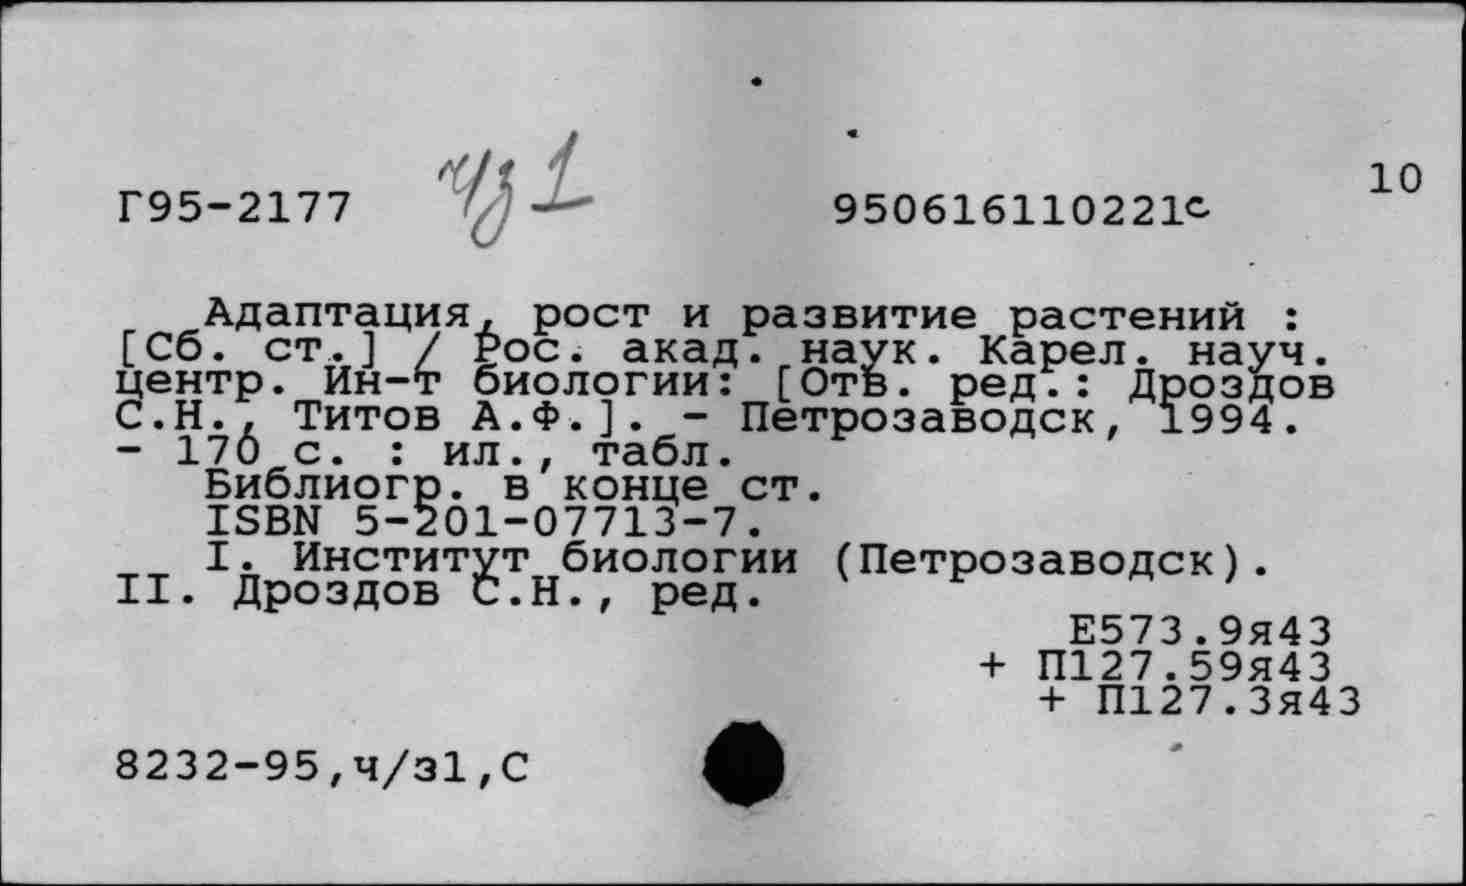 10
Г95-2177 чз1 950616110221с
Адаптация, рост и развитие растений :
[Сб. ст.] / Рос. акад. наук. Карел. науч.
центр. Ин-т биологии: [Отв. ред.: Дроздов
С.Н., Титов А.Ф.]. - Петрозаводск, 1994.
- 170 с. : ил., табл.
Библиогр. в конце ст.
ISBN 5-201-07713-7.
I. Институт биологии (Петрозаводск).
II. Дроздов С.Н., ред.
Е573.9я43
+ П127.59я43
+ П127.3я43
8232-95,ч/з1,С